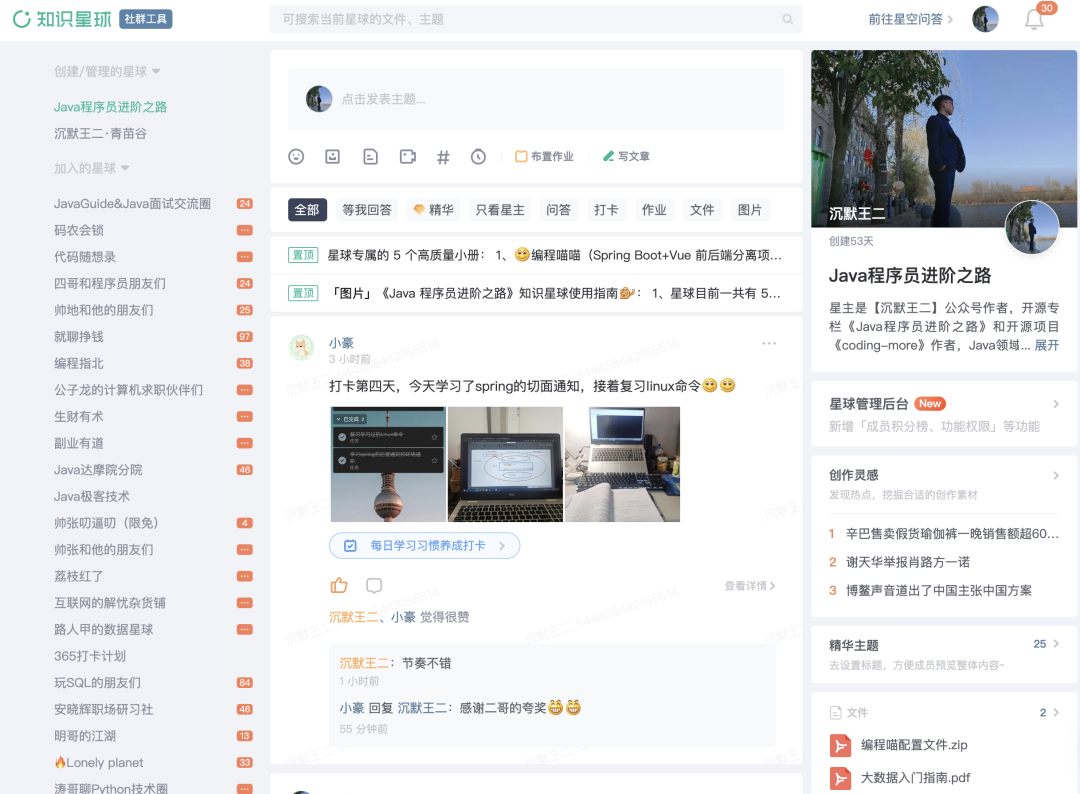 知识星球 社群工具
可搜索当前星球的文件、主题
前往星空问答
30
创建/管理的星球
Java程序员进阶之路
沉默王二·青苗谷
加入的星球
JavaGuide&Java面试交流圈 24
码农会锁
代码随想录
四哥和程序员朋友们 24
帅地和他的朋友们 25
就聊挣钱 97
编程指北 38
公子龙的计算机求职伙伴们
生财有术
副业有道
Java达摩院分院 46
Java极客技术
帅张叨逼叨（限免） 4
帅张和他的朋友们
荔枝红了
互联网的解忧杂货铺
路人甲的数据星球
365打卡计划
玩SQL的朋友们 84
安晓辉职场研习社 46
明哥的江湖 13
🔥Lonely planet 33
涛哥聊Python技术圈
点击发表主题...
布置作业
写文章
全部 等我回答 精华 只看星主 问答 打卡 作业 文件 图片
置顶 星球专属的 5 个高质量小册： 1、😊编程喵喵（Spring Boot+Vue 前后端分离项...
置顶 「图片」《Java 程序员进阶之路》知识星球使用指南： 1、星球目前一共有 5...
小豪
3 小时前
打卡第四天，今天学习了spring的切面通知，接着复习linux命令😊😊
已完成 2
每日学习习惯养成打卡
查看详情
沉默王二、小豪 觉得很赞
沉默王二：节奏不错
1 小时前
小豪 回复 沉默王二：感谢二哥的夸奖😁😁
55 分钟前
沉默王二 54445642155514
沉默王二
创建53天
Java程序员进阶之路
星主是【沉默王二】公众号作者，开源专
栏《Java程序员进阶之路》和开源项目
《coding-more》作者，Java领域... 展开
星球管理后台 New
新增「成员积分榜、功能权限」等功能
创作灵感
发现热点，挖掘合适的创作素材
1 辛巴售卖假货瑜伽裤一晚销售额超60...
2 谢天华举报肖路方一诺
3 博鳌声音道出了中国主张中国方案
精华主题 25
去设置标题，方便成员预览整体内容~
文件 2
编程喵配置文件.zip
大数据入门指南.pdf